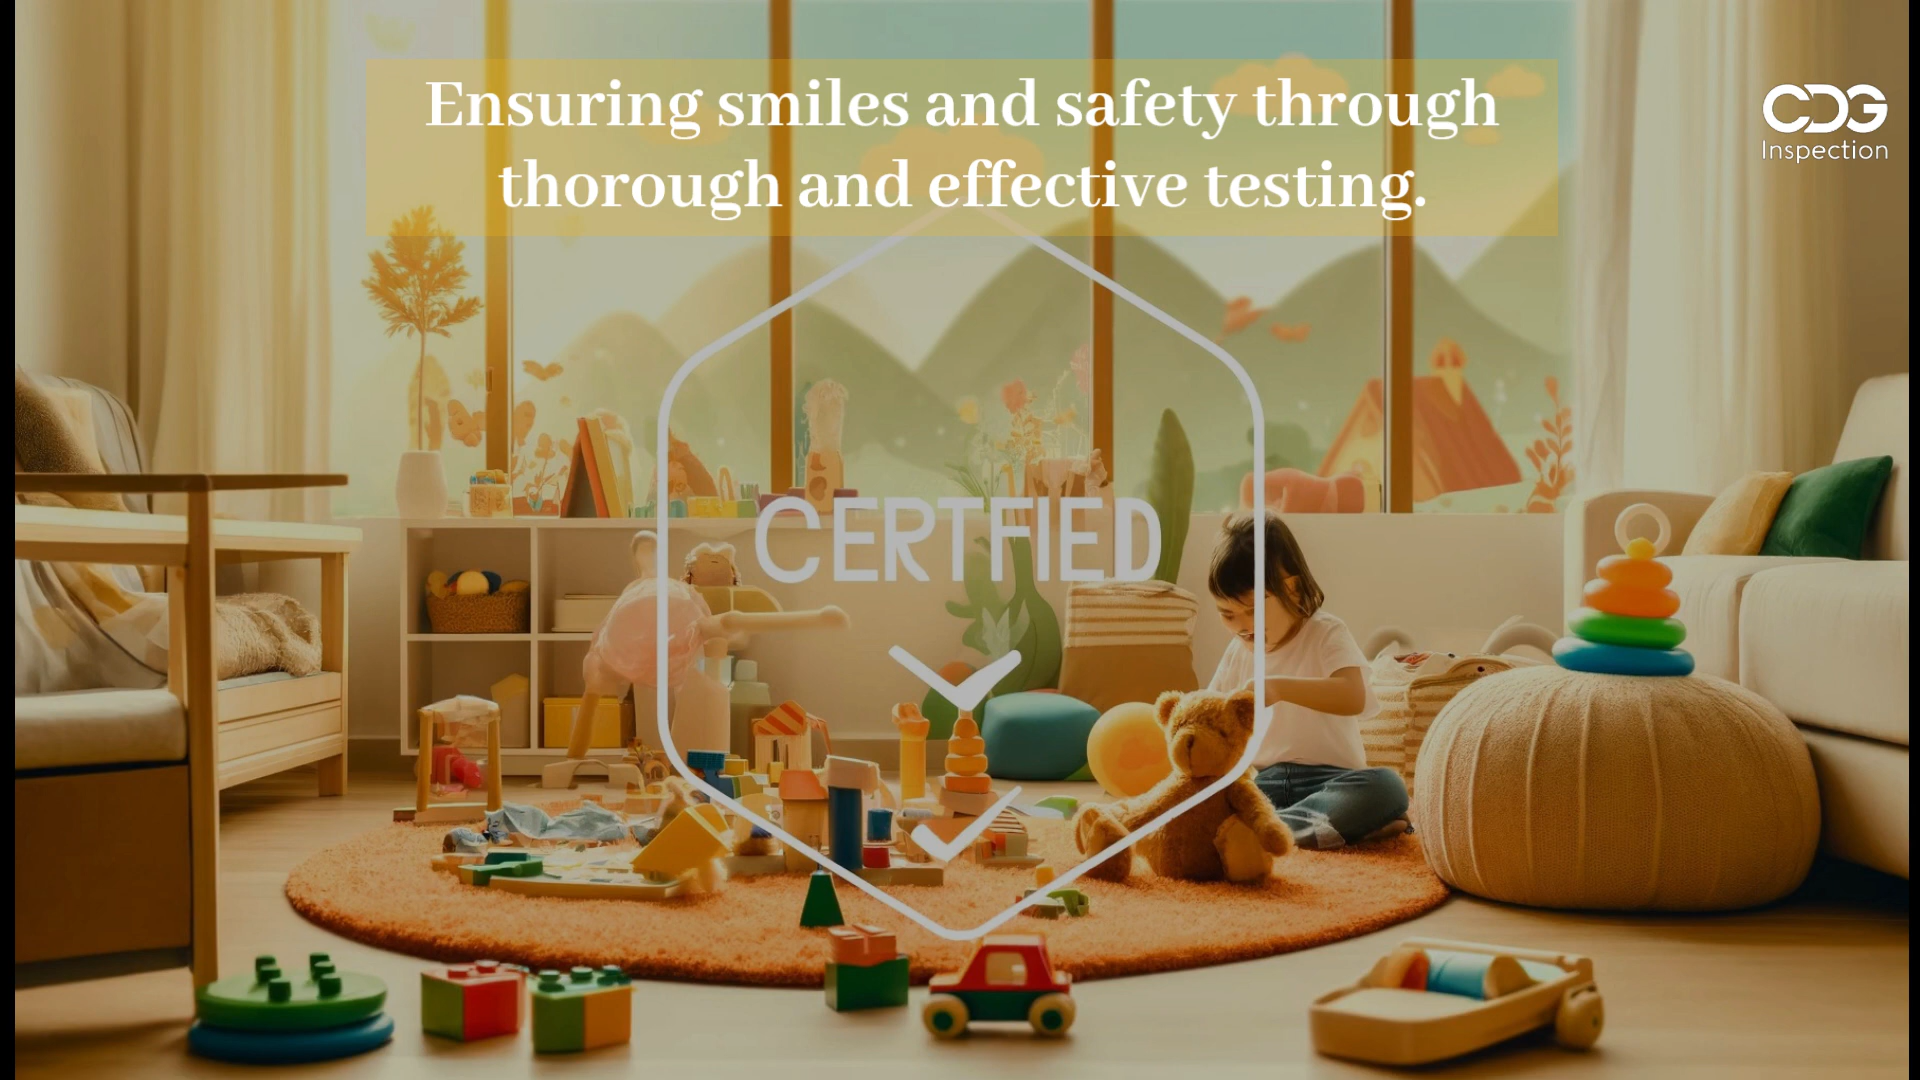 Ensuring smiles and safety through
thorough and effective testing.
CDG
Inspection
CERTFIED